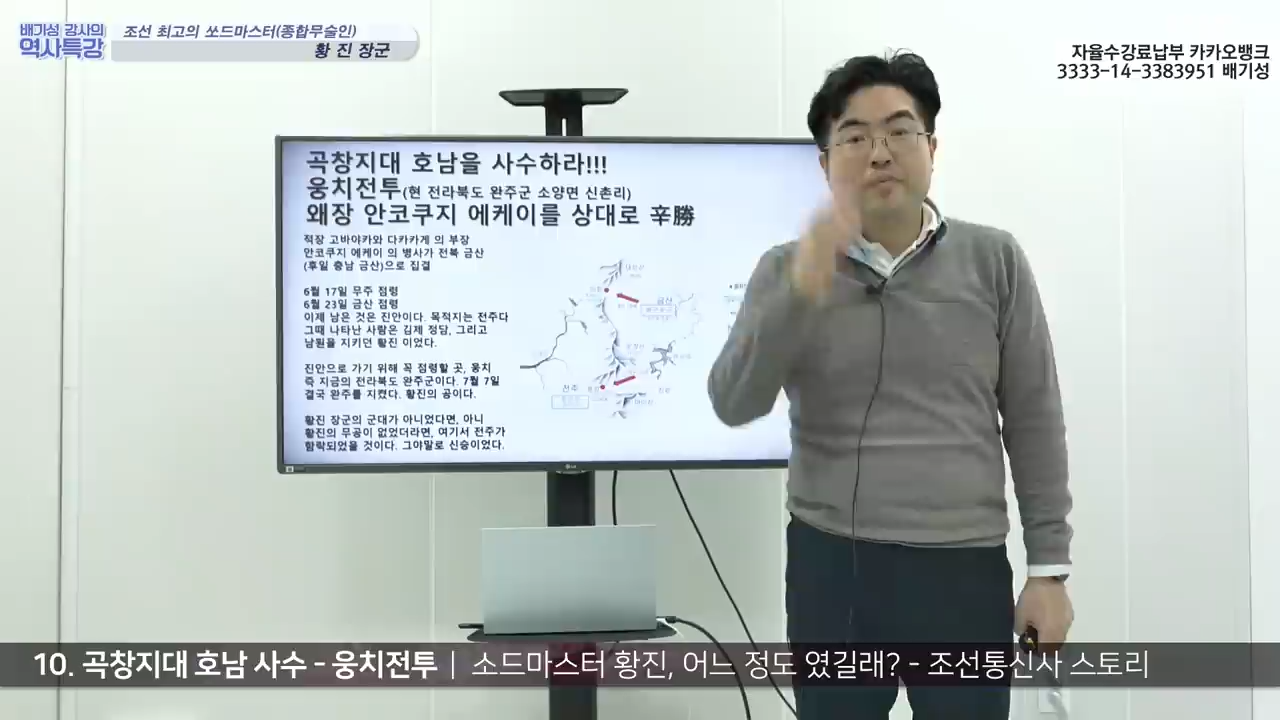 배기성 강사의
역사특강
조선 최고의 쏘드마스터(종합무술인)
황 진 장군
자율수강료납부 카카오뱅크
3333-14-3383951 배기성
곡창지대 호남을 사수하라!!!
웅치전투(현 전라북도 완주군 소양면 신촌리)
왜장 안코쿠지 에케이를 상대로 辛勝
적장 고바야카와 다카카게 의 부장
안코쿠지 에케이 의 병사가 전북 금산
(후일 충남 금산)으로 집결
6월 17일 무주 점령
6월 23일 금산 점령
이제 남은 것은 진안이다. 목적지는 전주다
그때 나타난 사람은 김제 정담, 그리고
남원을 지키던 황진 이었다.
진안으로 가기 위해 꼭 점령할 곳, 웅치
즉 지금의 전라북도 완주군이다. 7월 7일
결국 완주를 지켰다. 황진의 공이다.
황진 장군의 군대가 아니었다면, 아니
황진의 무공이 없었더라면, 여기서 전주가
함락되었을 것이다. 그야말로 신승이었다.
금산
전주
LG
10. 곡창지대 호남 사수 - 웅치전투 | 소드마스터 황진, 어느 정도 였길래? - 조선통신사 스토리